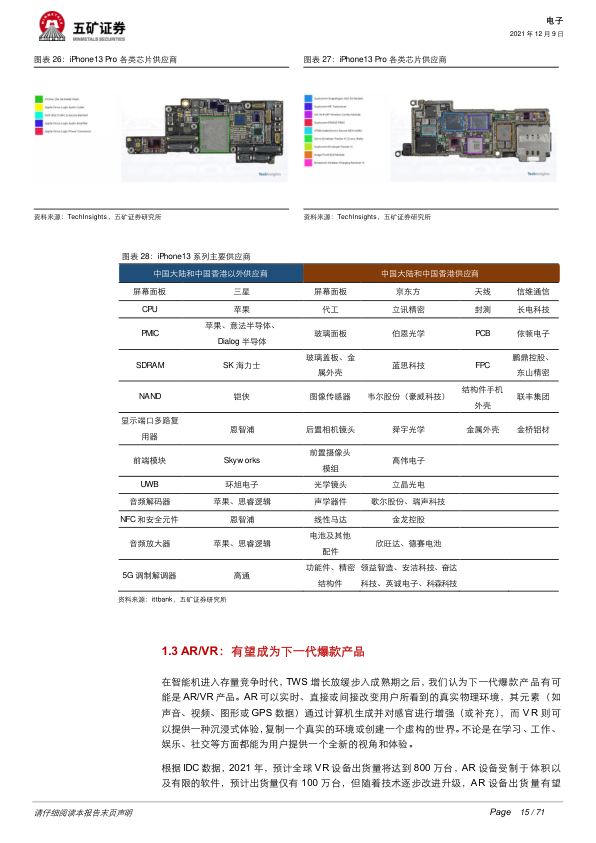 五矿证券
MINMETALS SECURITIES
电子
2021 年 12 月 9 日
图表 26：iPhone13 Pro 各类芯片供应商
图表 27：iPhone13 Pro 各类芯片供应商
TechInsights
TechInsights
资料来源：TechInsights，五矿证券研究所
资料来源：TechInsights，五矿证券研究所
图表 28：iPhone13 系列主要供应商
中国大陆和中国香港以外供应商 中国大陆和中国香港供应商
屏幕面板 三星 屏幕面板 京东方 天线 信维通信
CPU 苹果 代工 立讯精密 封测 长电科技
PMIC 苹果、意法半导体、 玻璃面板 伯恩光学 PCB 依顿电子
Dialog 半导体
SDRAM SK 海力士 玻璃盖板、金 蓝思科技 FPC 鹏鼎控股、
属外壳 东山精密
NAND 铠侠 图像传感器 韦尔股份（豪威科技） 结构件手机 联丰集团
外壳
显示端口多路复 恩智浦 后置相机镜头 舜宇光学 金属外壳 金桥铝材
用器
前端模块 Skyworks 前置摄像头 高伟电子
模组
UWB 环旭电子 光学镜头 立晶光电
音频解码器 苹果、思睿逻辑 声学器件 歌尔股份、瑞声科技
NFC 和安全元件 恩智浦 线性马达 金龙控股
音频放大器 苹果、思睿逻辑 电池及其他 欣旺达、德赛电池
配件
5G 调制解调器 高通 功能件、精密 领益智造、安洁科技、奋达
结构件 科技、英诚电子、科森科技
资料来源：ittbank，五矿证券研究所
1.3 AR/VR：有望成为下一代爆款产品
在智能机进入存量竞争时代，TWS 增长放缓步入成熟期之后，我们认为下一代爆款产品有可
能是 AR/VR 产品。AR 可以实时、直接或间接改变用户所看到的真实物理环境，其元素（如
声音、视频、图形或 GPS 数据）通过计算机生成并对感官进行增强（或补充），而 VR 则可
以提供一种沉浸式体验，复制一个真实的环境或创建一个虚构的世界。不论是在学习、工作、
娱乐、社交等方面都能为用户提供一个全新的视角和体验。
根据 IDC 数据，2021 年，预计全球 VR 设备出货量将达到 800 万台，AR 设备受制于体积以
及有限的软件，预计出货量仅有 100 万台，但随着技术逐步改进升级，AR 设备出货量有望
请仔细阅读本报告末页声明
Page 15 / 71